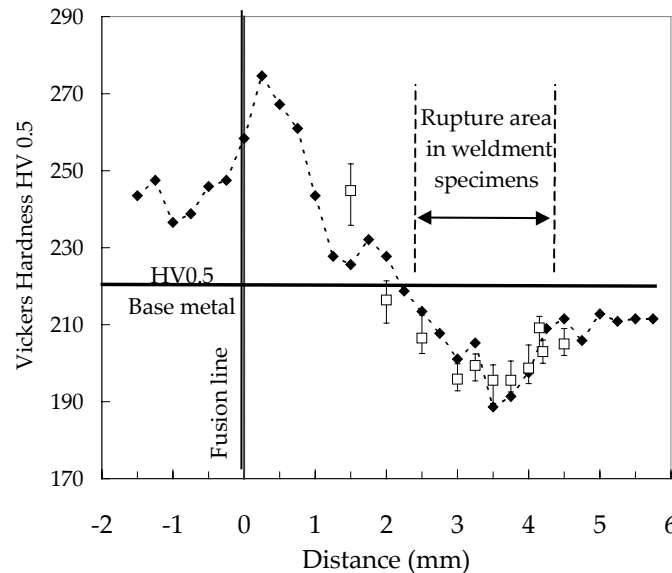 290
270
250
230
210
190
170
Vickers Hardness HV 0.5
Rupture area
in weldment
specimens
HV0.5
Base metal
Fusion line
-2 -1 0 1 2 3 4 5 6
Distance (mm)